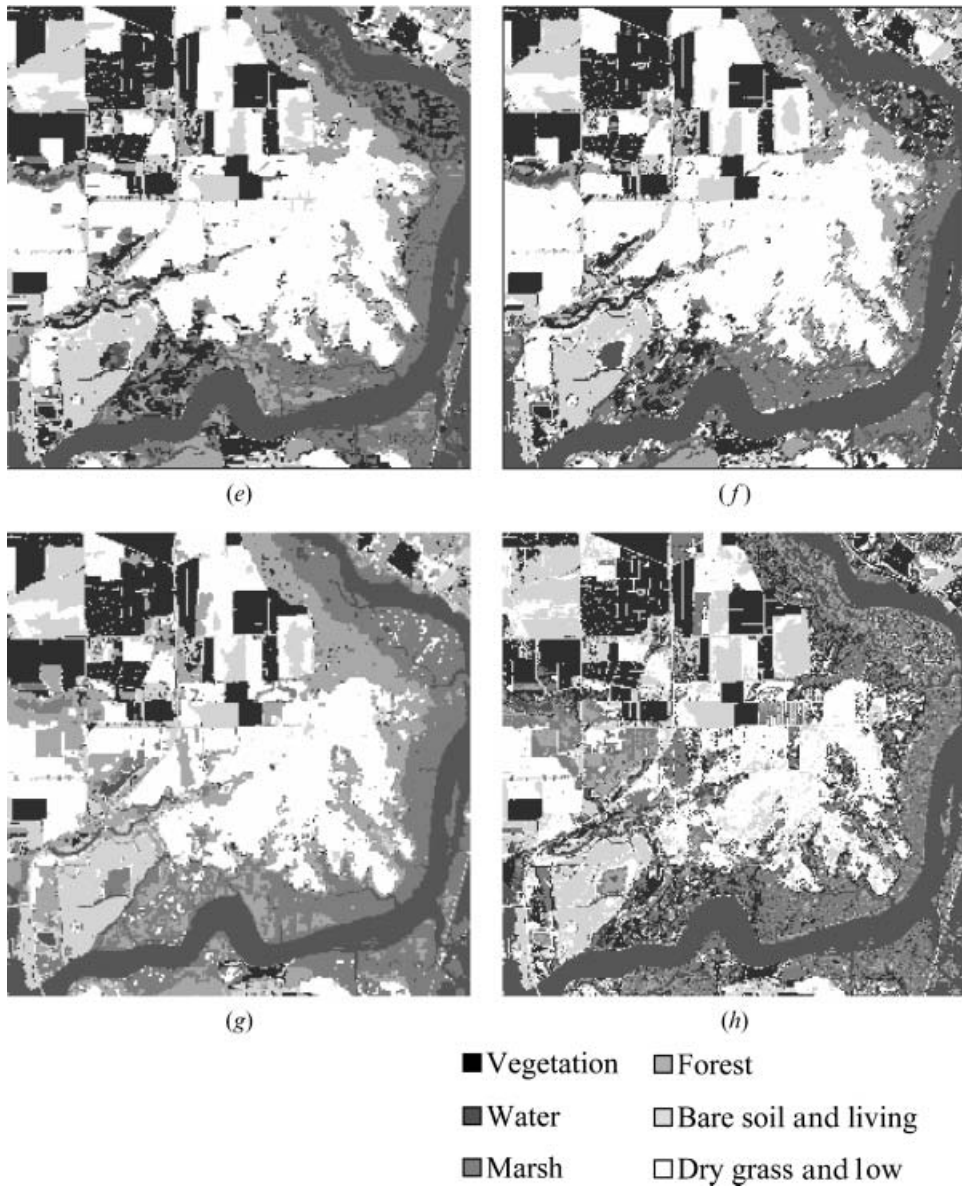 (e) (f)
(g) (h)
Vegetation Forest
Water Bare soil and living
Marsh Dry grass and low